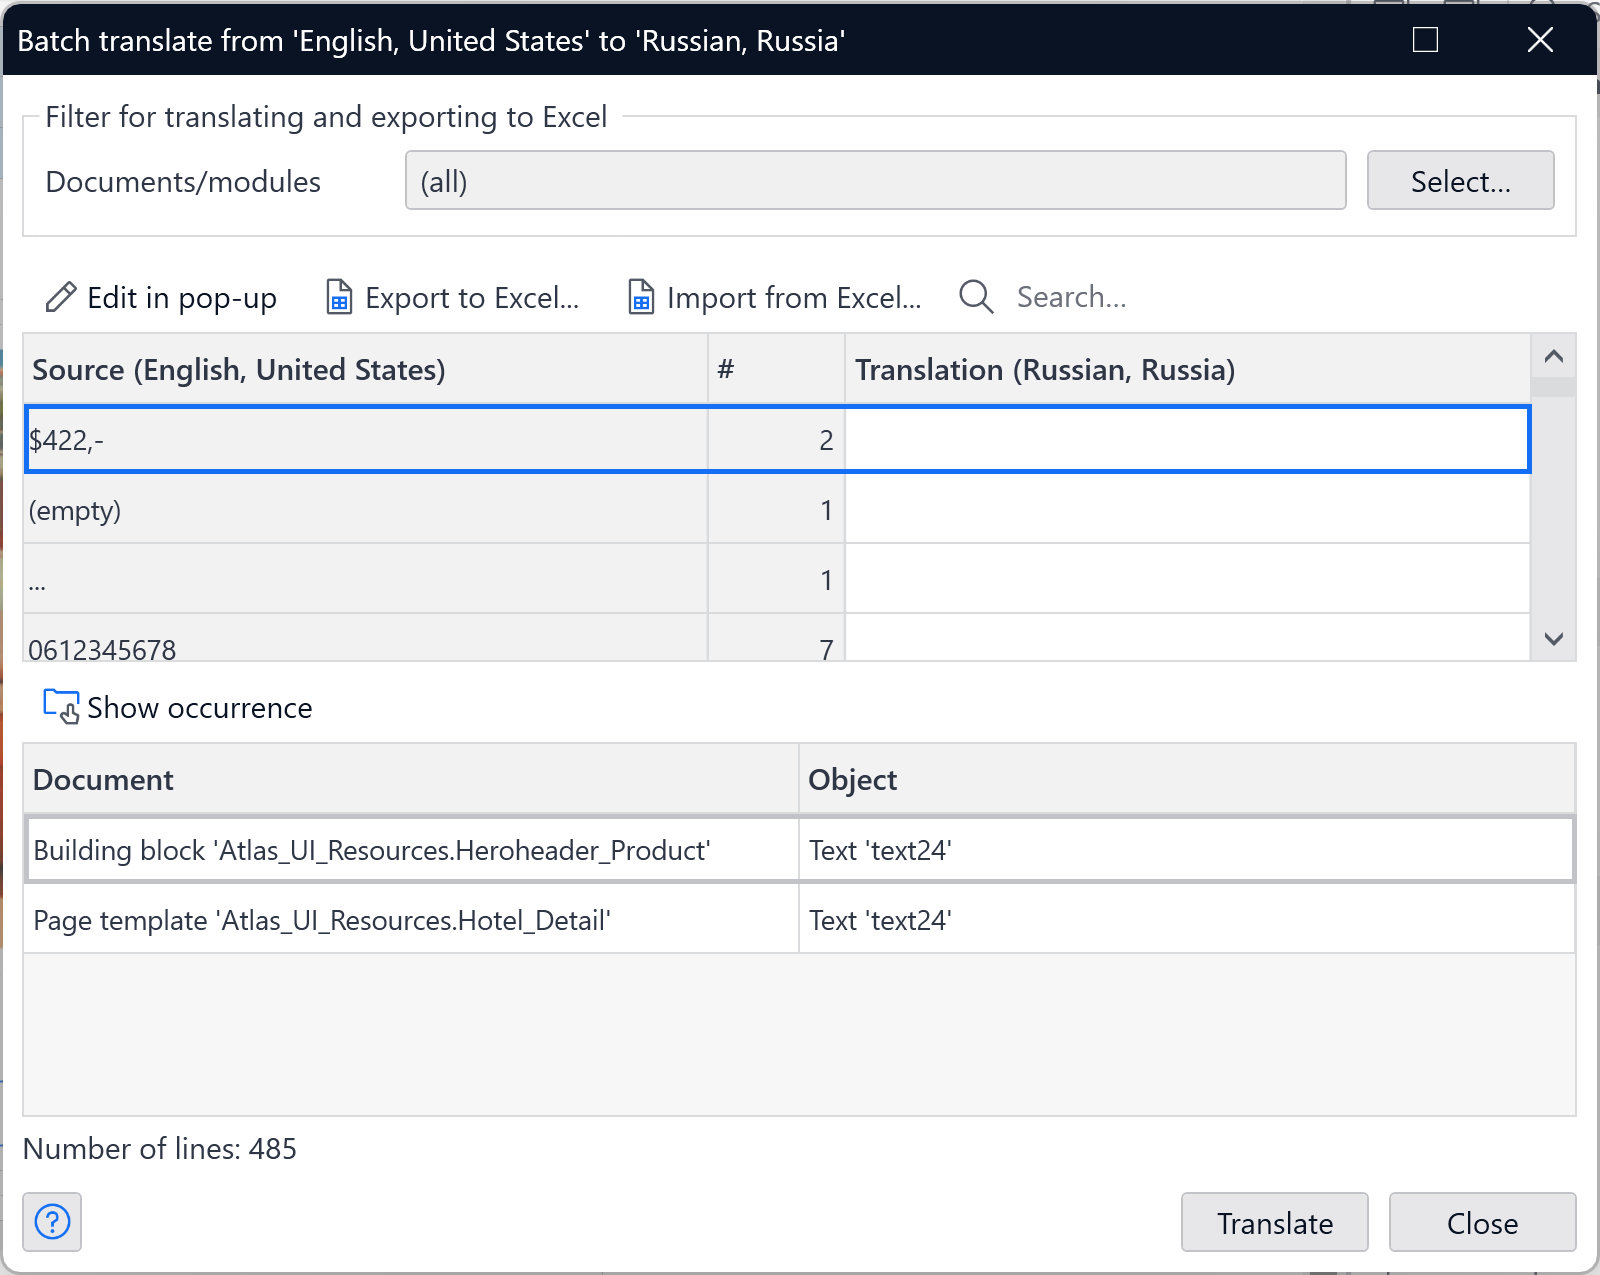 Batch translate from 'English, United States' to 'Russian, Russia'
Filter for translating and exporting to Excel
Documents/modules (all) Select...
Edit in pop-up Export to Excel... Import from Excel... Search...
Source (English, United States) # Translation (Russian, Russia)
$422,- 2
(empty) 1
... 1
0612345678 7
Show occurrence
Document Object
Building block 'Atlas_UI_Resources.Heroheader_Product' Text 'text24'
Page template 'Atlas_UI_Resources.Hotel_Detail' Text 'text24'
Number of lines: 485
? Translate Close